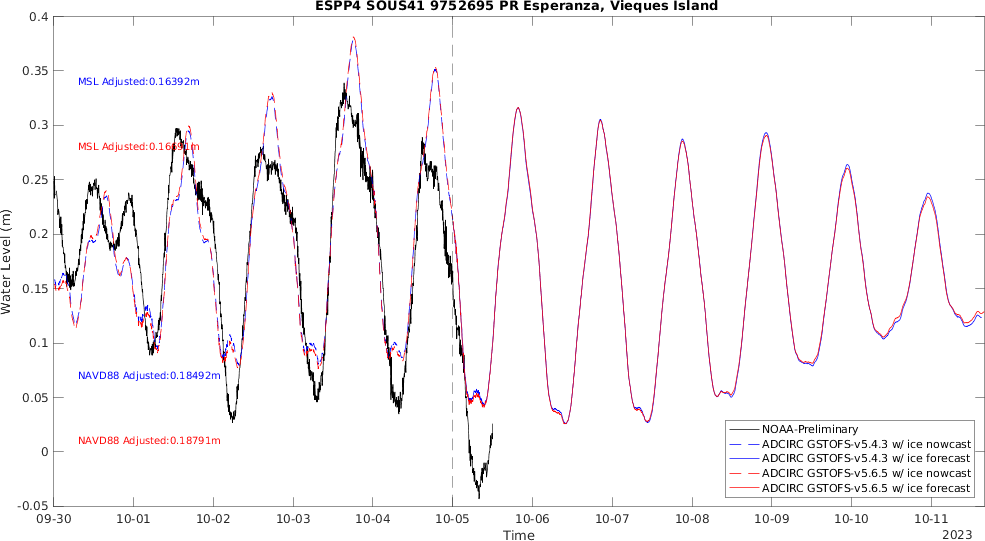 ESPP4 SOUS41 9752695 PR Esperanza, Vieques Island
0.4
0.35
0.3
0.25
0.2
0.15
0.1
0.05
0
-0.05
Water Level (m)
MSL Adjusted:0.16392m
MSL Adjusted:0.16691m
NAVD88 Adjusted:0.18492m
NAVD88 Adjusted:0.18791m
NOAA-Preliminary
ADCIRC GSTOFS-v5.4.3 w/ ice nowcast
ADCIRC GSTOFS-v5.4.3 w/ ice forecast
ADCIRC GSTOFS-v5.6.5 w/ ice nowcast
ADCIRC GSTOFS-v5.6.5 w/ ice forecast
09-30 10-01 10-02 10-03 10-04 10-05 10-06 10-07 10-08 10-09 10-10 10-11
Time
2023